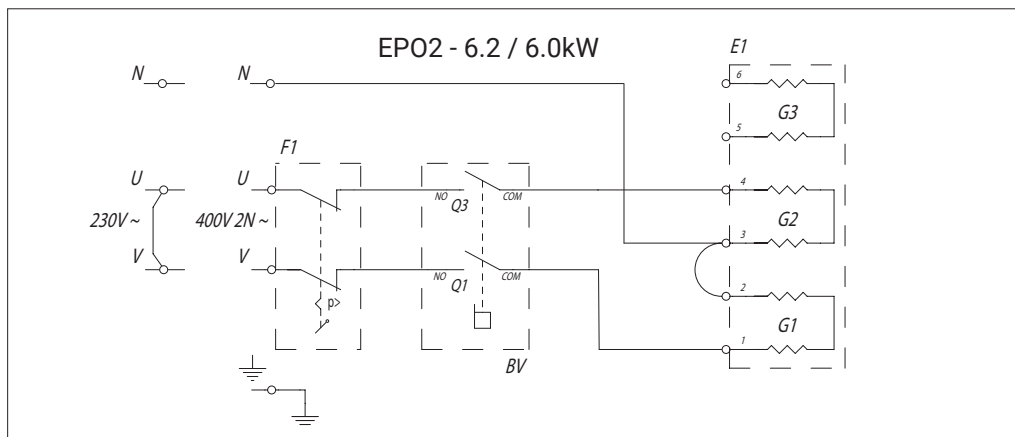 EPO2 - 6.2 / 6.0kW
E1
N
N
6
G3
5
F1
U
U
4
NO
Q3
COM
230V ~
400V 2N ~
G2
3
V
V
NO
Q1
COM
2
p>
G1
1
BV